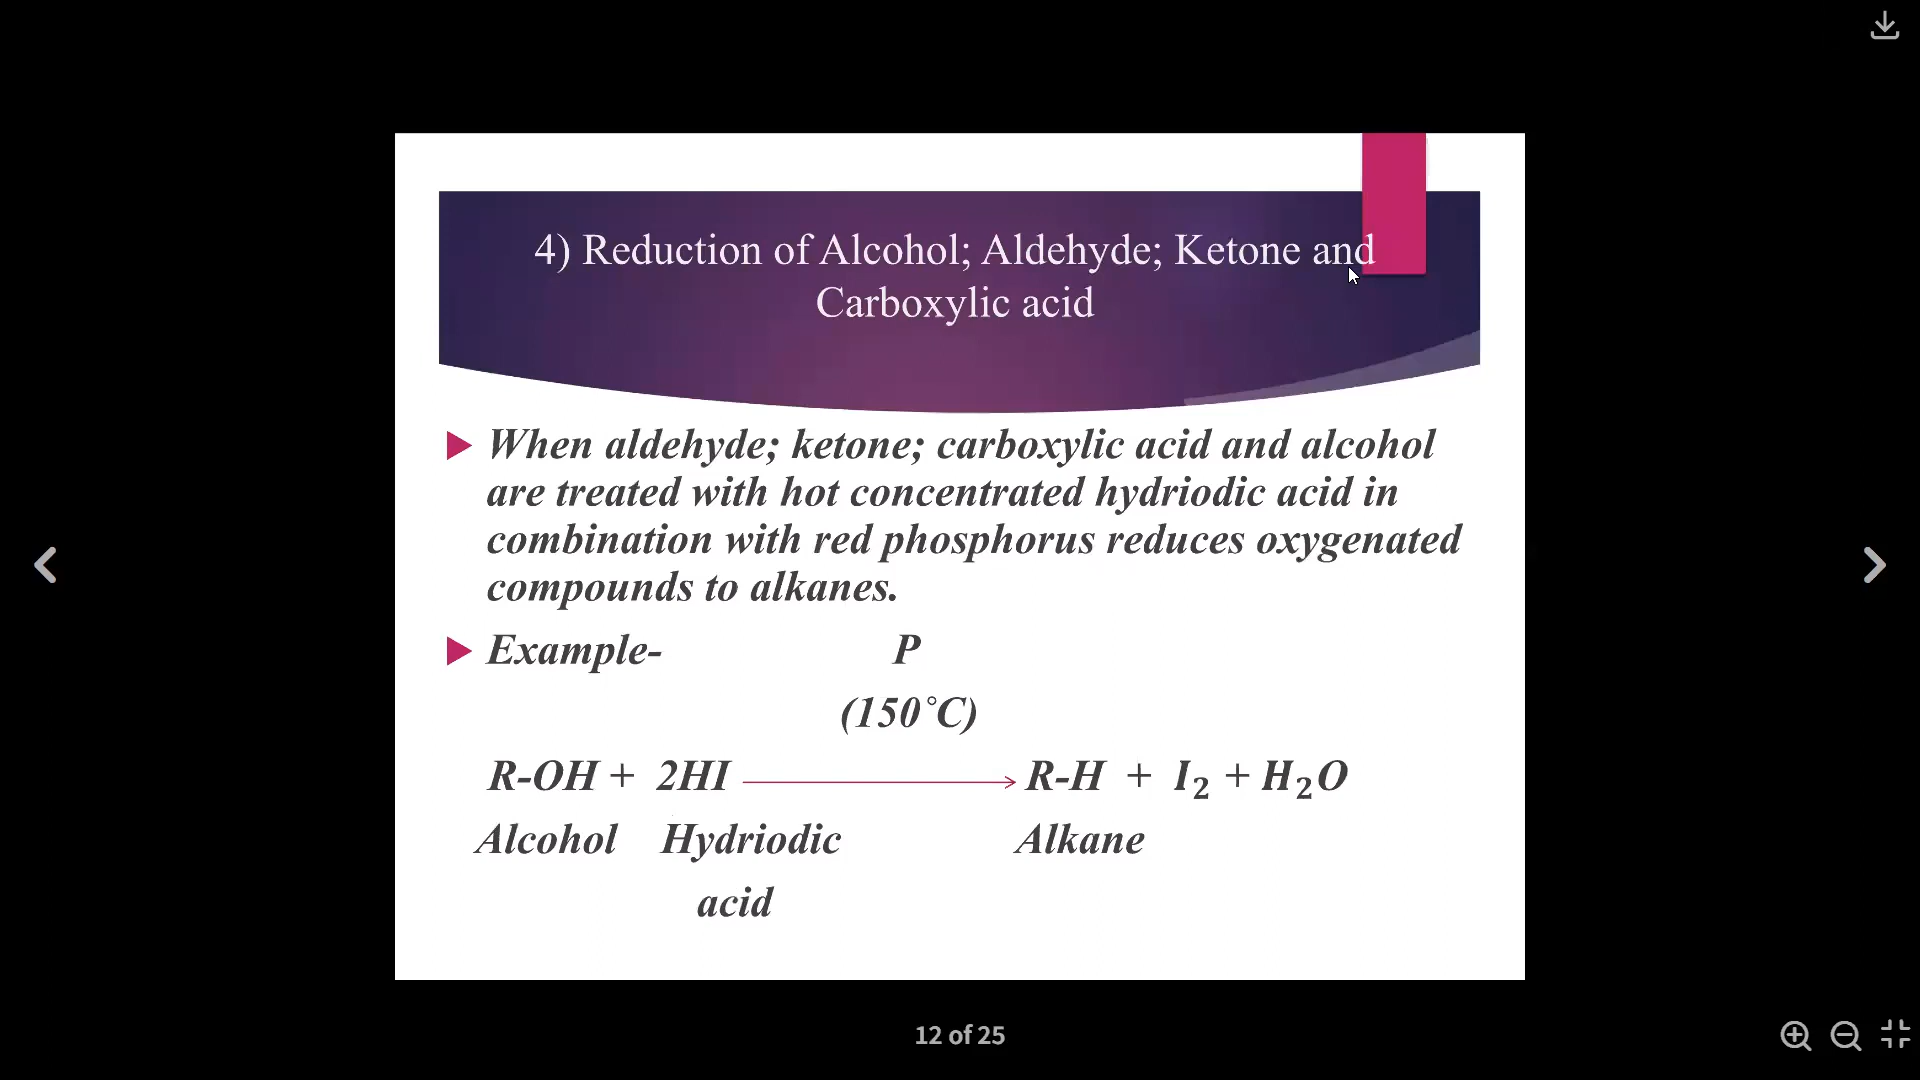 4) Reduction of Alcohol; Aldehyde; Ketone and
Carboxylic acid
When aldehyde; ketone; carboxylic acid and alcohol
are treated with hot concentrated hydriodic acid in
combination with red phosphorus reduces oxygenated
compounds to alkanes.
Example- P
(150°C)
R-OH + 2HI → R-H + I₂ + H₂O
Alcohol Hydriodic Alkane
acid
12 of 25